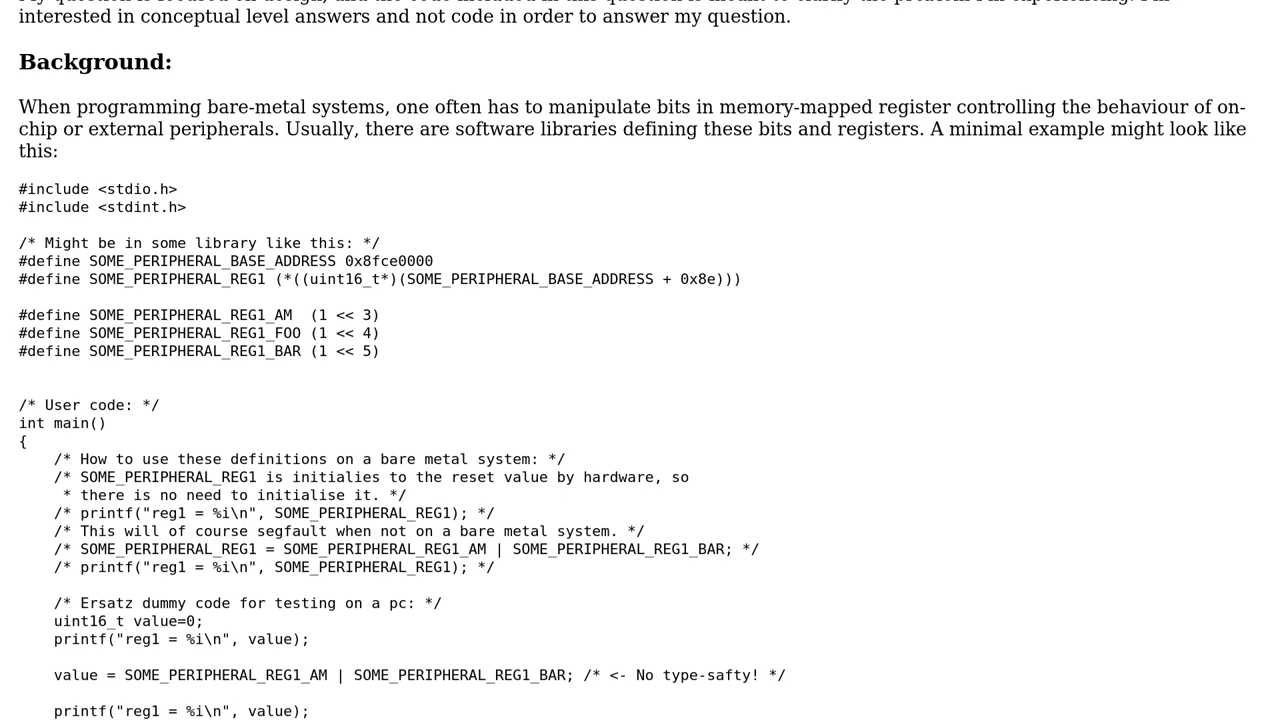 interested in conceptual level answers and not code in order to answer my question.
Background:
When programming bare-metal systems, one often has to manipulate bits in memory-mapped register controlling the behaviour of on-
chip or external peripherals. Usually, there are software libraries defining these bits and registers. A minimal example might look like
this:
#include <stdio.h>
#include <stdint.h>
/* Might be in some library like this: */
#define SOME_PERIPHERAL_BASE_ADDRESS 0x8fce0000
#define SOME_PERIPHERAL_REG1 (*((uint16_t*)(SOME_PERIPHERAL_BASE_ADDRESS + 0x8e)))
#define SOME_PERIPHERAL_REG1_AM  (1 << 3)
#define SOME_PERIPHERAL_REG1_FOO (1 << 4)
#define SOME_PERIPHERAL_REG1_BAR (1 << 5)
/* User code: */
int main()
{
    /* How to use these definitions on a bare metal system: */
    /* SOME_PERIPHERAL_REG1 is initialies to the reset value by hardware, so
     * there is no need to initialise it. */
    /* printf("reg1 = %i\n", SOME_PERIPHERAL_REG1); */
    /* This will of course segfault when not on a bare metal system. */
    /* SOME_PERIPHERAL_REG1 = SOME_PERIPHERAL_REG1_AM | SOME_PERIPHERAL_REG1_BAR; */
    /* printf("reg1 = %i\n", SOME_PERIPHERAL_REG1); */
    /* Ersatz dummy code for testing on a pc: */
    uint16_t value=0;
    printf("reg1 = %i\n", value);
    value = SOME_PERIPHERAL_REG1_AM | SOME_PERIPHERAL_REG1_BAR; /* <- No type-safty! */
    printf("reg1 = %i\n", value);